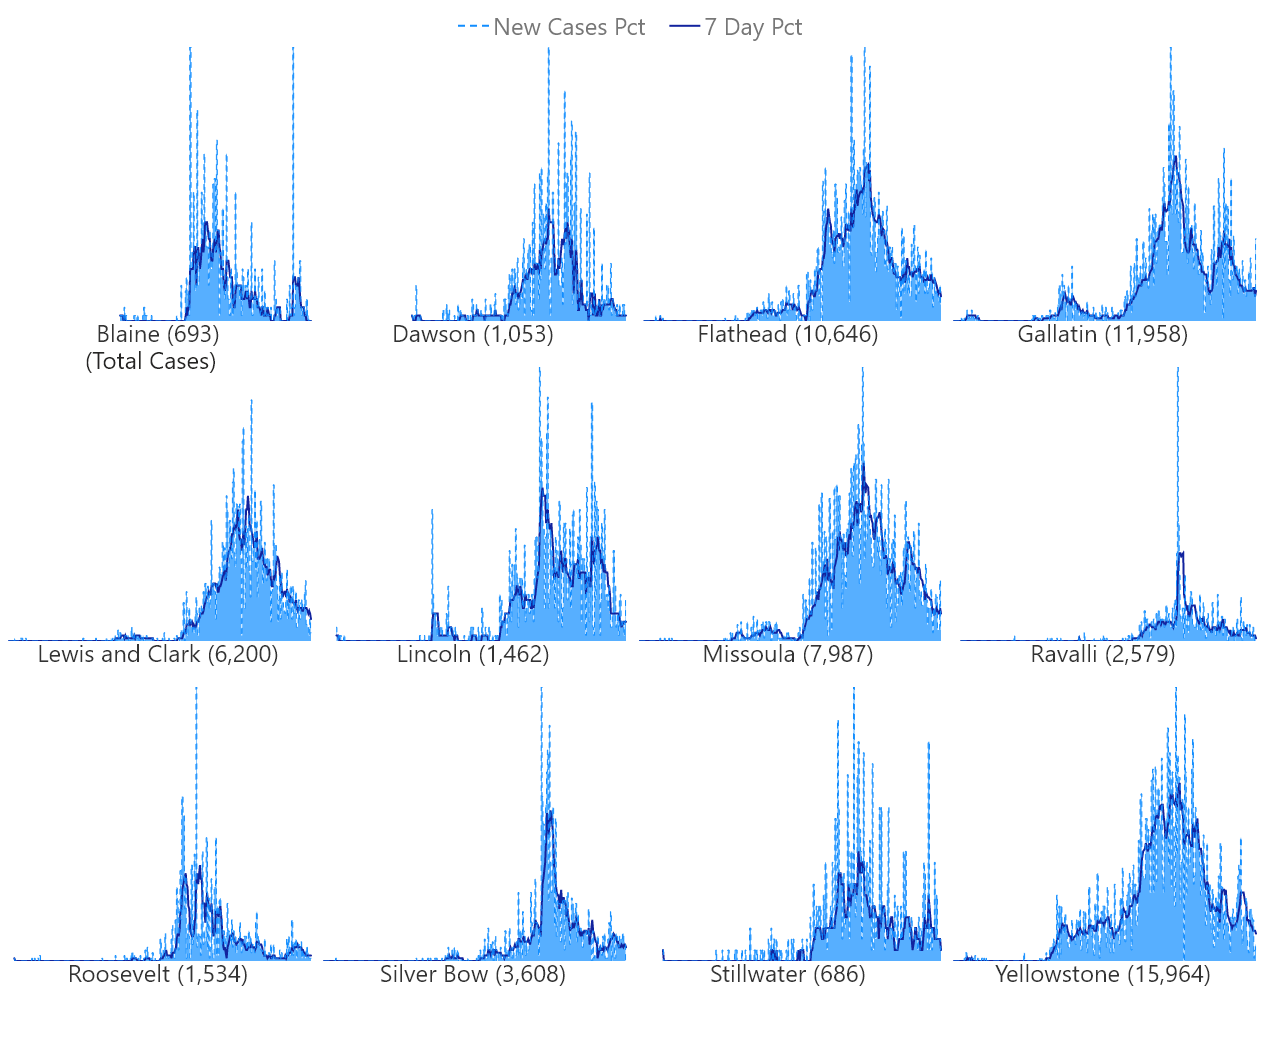 New Cases Pct 7 Day Pct
Blaine (693) Dawson (1,053) Flathead (10,646) Gallatin (11,958)
(Total Cases)
Lewis and Clark (6,200) Lincoln (1,462) Missoula (7,987) Ravalli (2,579)
Roosevelt (1,534) Silver Bow (3,608) Stillwater (686) Yellowstone (15,964)